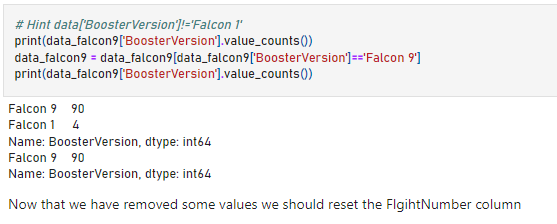 # Hint data['BoosterVersion']!='Falcon 1'
print(data_falcon9['BoosterVersion'].value_counts())
data_falcon9 = data_falcon9[data_falcon9['BoosterVersion']=='Falcon 9']
print(data_falcon9['BoosterVersion'].value_counts())
Falcon 9    90
Falcon 1    4
Name: BoosterVersion, dtype: int64
Falcon 9    90
Name: BoosterVersion, dtype: int64
Now that we have removed some values we should reset the FlgihtNumber column